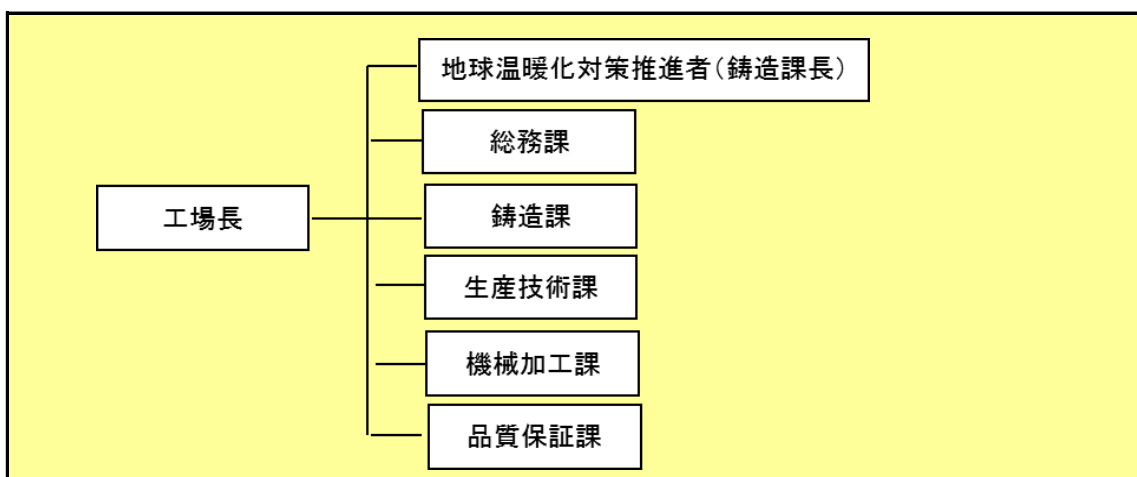 地球温暖化対策推進者(鋳造課長)
総務課
工場長
鋳造課
生産技術課
機械加工課
品質保証課